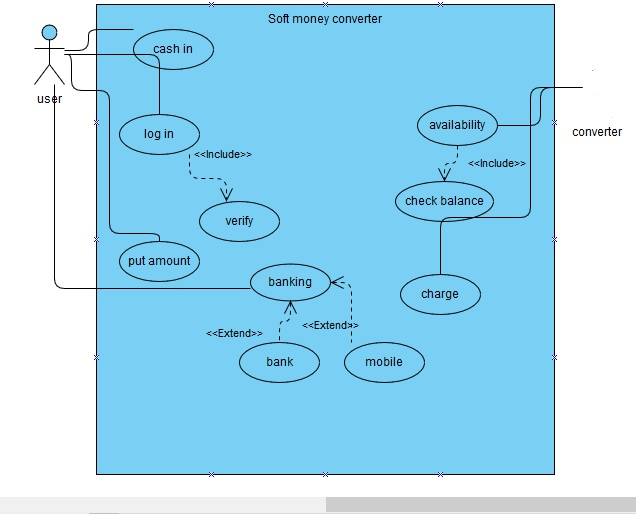 Soft money converter
cash in
user
log in
availability
converter
<<Include>>
<<Include>>
check balance
verify
put amount
banking
charge
<<Extend>>
<<Extend>>
bank
mobile